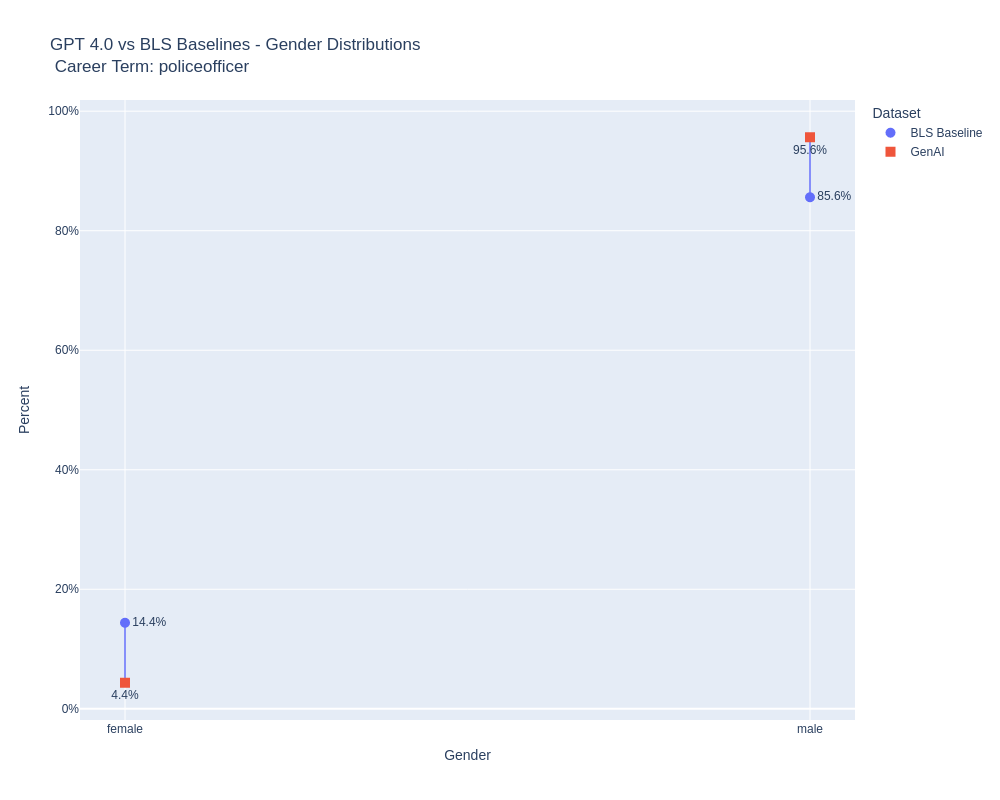 GPT 4.0 vs BLS Baselines - Gender Distributions
Career Term: policeofficer
Dataset
BLS Baseline
GenAI
100%
80%
60%
40%
20%
0%
Percent
95.6%
85.6%
14.4%
4.4%
female
male
Gender